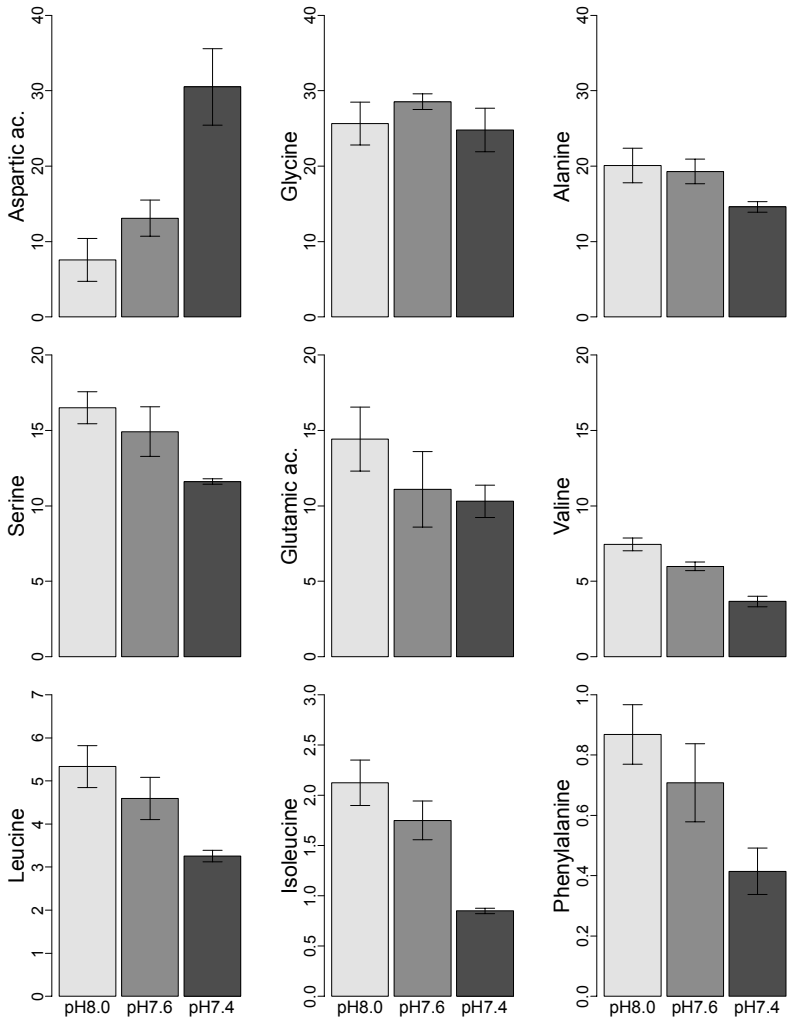 Aspartic ac.
0 10 20 30 40
Glycine
0 10 20 30 40
Alanine
0 10 20 30 40
Serine
0 5 10 15 20
Glutamic ac.
0 5 10 15 20
Valine
0 5 10 15 20
Leucine
0 1 2 3 4 5 6 7
Isoleucine
0.0 0.5 1.0 1.5 2.0 2.5 3.0
Phenylalanine
0.0 0.2 0.4 0.6 0.8 1.0
pH8.0 pH7.6 pH7.4
pH8.0 pH7.6 pH7.4
pH8.0 pH7.6 pH7.4